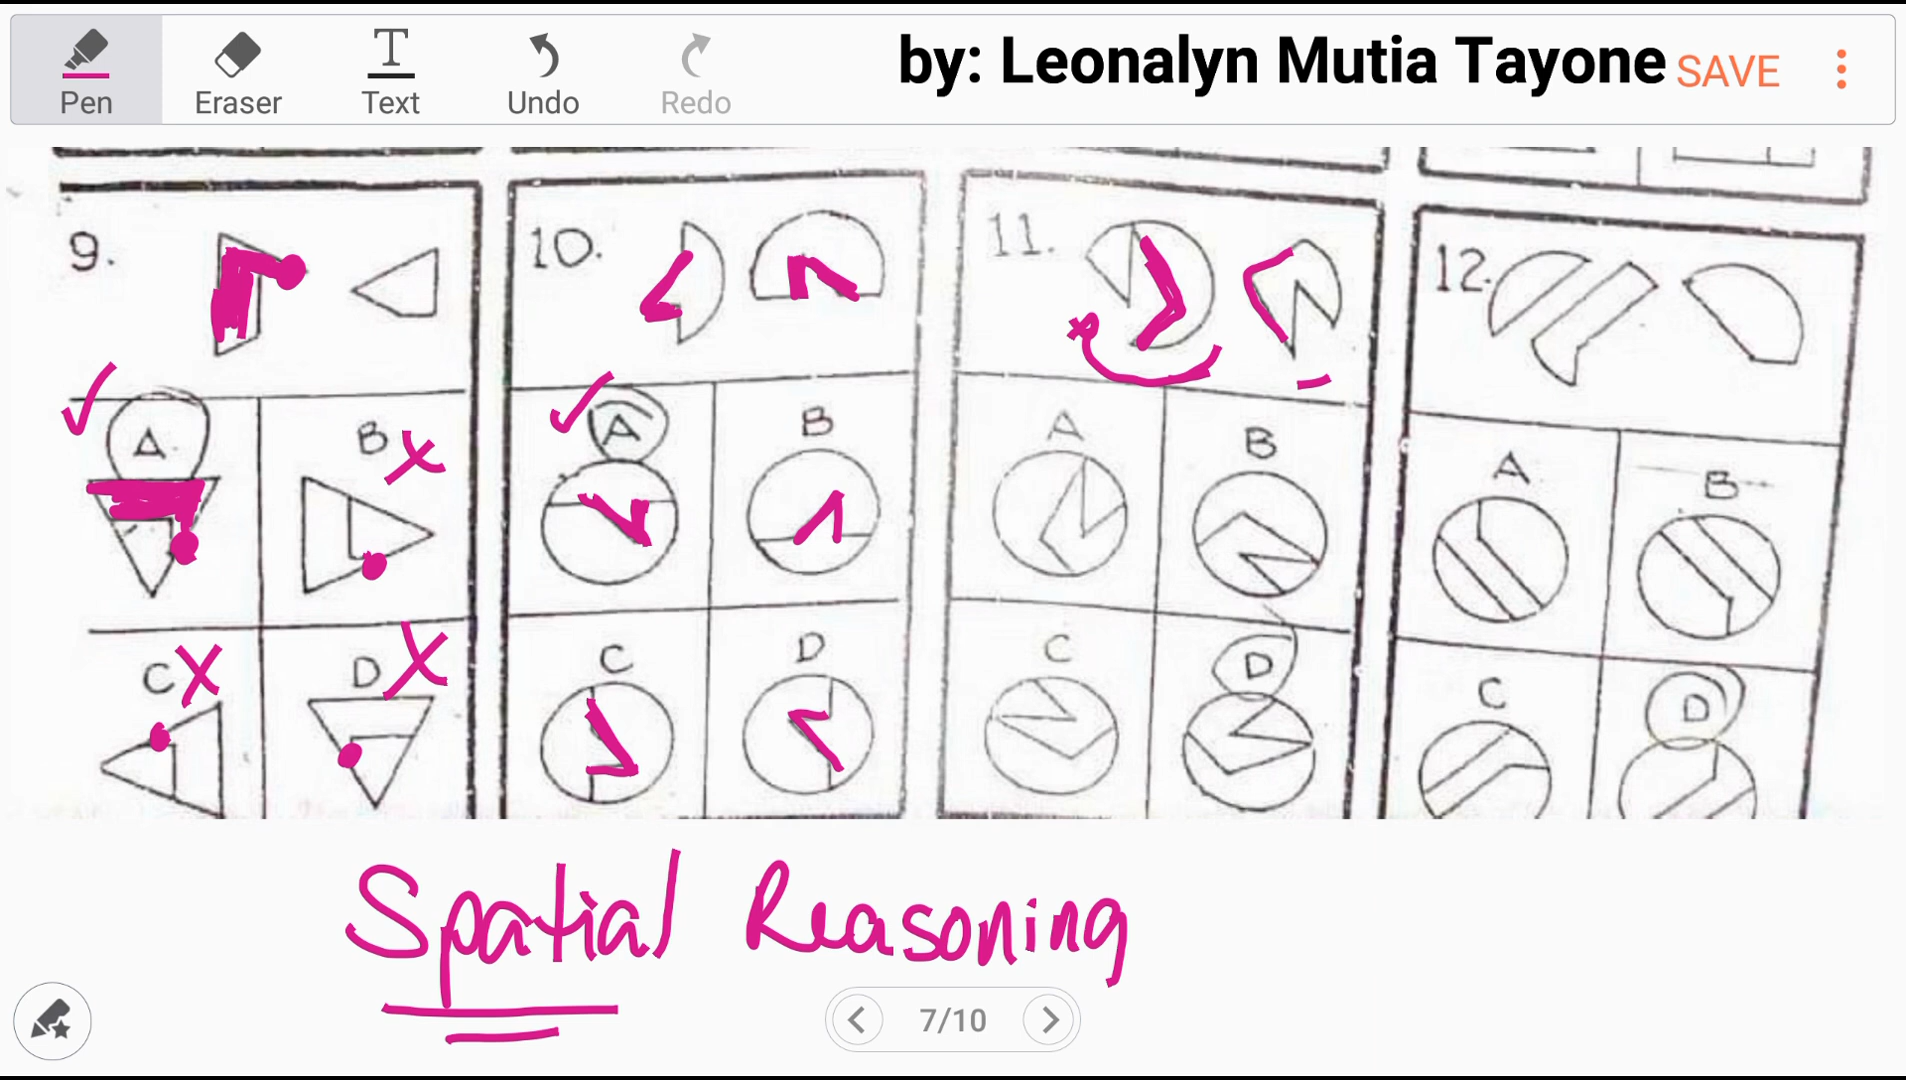 Pen Eraser Text Undo Redo by: Leonalyn Mutia Tayone SAVE
9. 10. 11. 12.
A B A B A B A B
C D C D C D C D
Spatial Reasoning
7/10